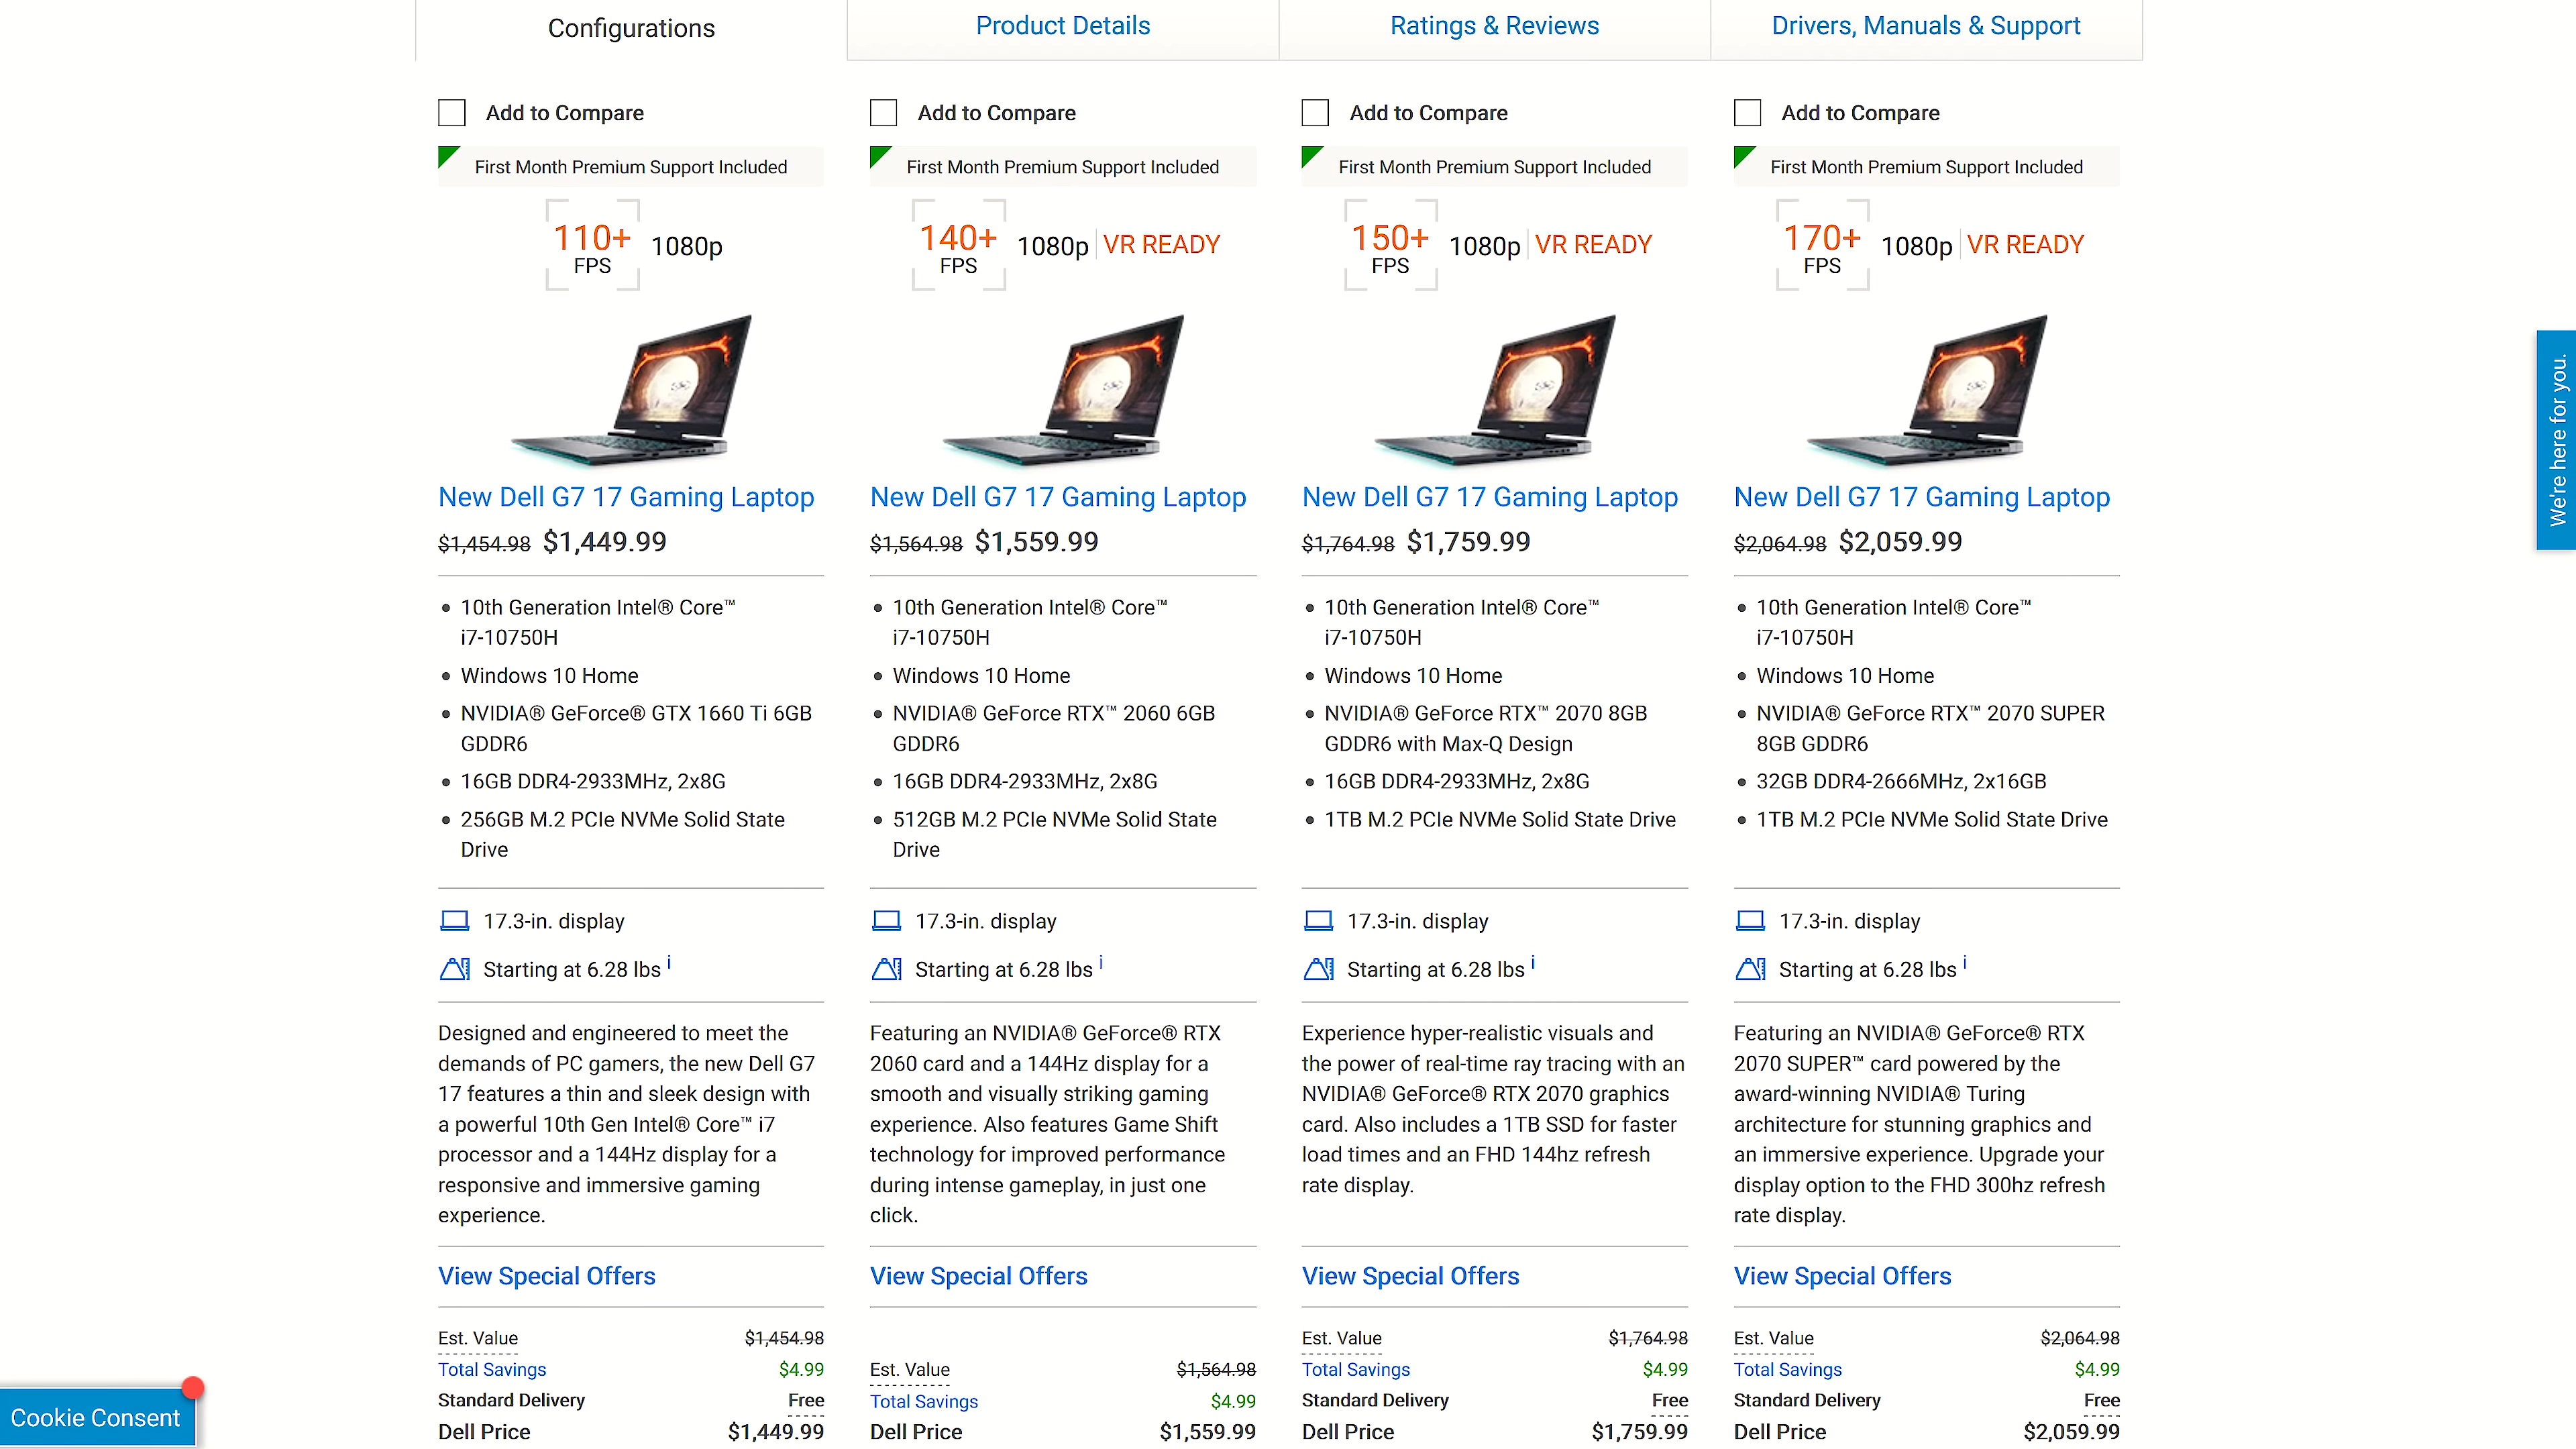 Configurations
Product Details
Ratings & Reviews
Drivers, Manuals & Support
Add to Compare
First Month Premium Support Included
110+
FPS
1080p
New Dell G7 17 Gaming Laptop
$1,454.98 $1,449.99
• 10th Generation Intel® Core™
i7-10750H
• Windows 10 Home
• NVIDIA® GeForce® GTX 1660 Ti 6GB
GDDR6
• 16GB DDR4-2933MHz, 2x8G
• 256GB M.2 PCIe NVMe Solid State
Drive
17.3-in. display
Starting at 6.28 lbs i
Designed and engineered to meet the
demands of PC gamers, the new Dell G7
17 features a thin and sleek design with
a powerful 10th Gen Intel® Core™ i7
processor and a 144Hz display for a
responsive and immersive gaming
experience.
View Special Offers
Est. Value $1,454.98
Total Savings $4.99
Standard Delivery Free
Dell Price $1,449.99
Add to Compare
First Month Premium Support Included
140+
FPS
1080p VR READY
New Dell G7 17 Gaming Laptop
$1,564.98 $1,559.99
• 10th Generation Intel® Core™
i7-10750H
• Windows 10 Home
• NVIDIA® GeForce RTX™ 2060 6GB
GDDR6
• 16GB DDR4-2933MHz, 2x8G
• 512GB M.2 PCIe NVMe Solid State
Drive
17.3-in. display
Starting at 6.28 lbs i
Featuring an NVIDIA® GeForce® RTX
2060 card and a 144Hz display for a
smooth and visually striking gaming
experience. Also features Game Shift
technology for improved performance
during intense gameplay, in just one
click.
View Special Offers
Est. Value $1,564.98
Total Savings $4.99
Dell Price $1,559.99
Add to Compare
First Month Premium Support Included
150+
FPS
1080p VR READY
New Dell G7 17 Gaming Laptop
$1,764.98 $1,759.99
• 10th Generation Intel® Core™
i7-10750H
• Windows 10 Home
• NVIDIA® GeForce RTX™ 2070 8GB
GDDR6 with Max-Q Design
• 16GB DDR4-2933MHz, 2x8G
• 1TB M.2 PCIe NVMe Solid State Drive
17.3-in. display
Starting at 6.28 lbs i
Experience hyper-realistic visuals and
the power of real-time ray tracing with an
NVIDIA® GeForce® RTX 2070 graphics
card. Also includes a 1TB SSD for faster
load times and an FHD 144hz refresh
rate display.
View Special Offers
Est. Value $1,764.98
Total Savings $4.99
Standard Delivery Free
Dell Price $1,759.99
Add to Compare
First Month Premium Support Included
170+
FPS
1080p VR READY
New Dell G7 17 Gaming Laptop
$2,064.98 $2,059.99
• 10th Generation Intel® Core™
i7-10750H
• Windows 10 Home
• NVIDIA® GeForce RTX™ 2070 SUPER
8GB GDDR6
• 32GB DDR4-2666MHz, 2x16GB
• 1TB M.2 PCIe NVMe Solid State Drive
17.3-in. display
Starting at 6.28 lbs i
Featuring an NVIDIA® GeForce® RTX
2070 SUPER™ card powered by the
award-winning NVIDIA® Turing
architecture for stunning graphics and
an immersive experience. Upgrade your
display option to the FHD 300hz refresh
rate display.
View Special Offers
Est. Value $2,064.98
Total Savings $4.99
Standard Delivery Free
Dell Price $2,059.99
We're here for you.
Cookie Consent